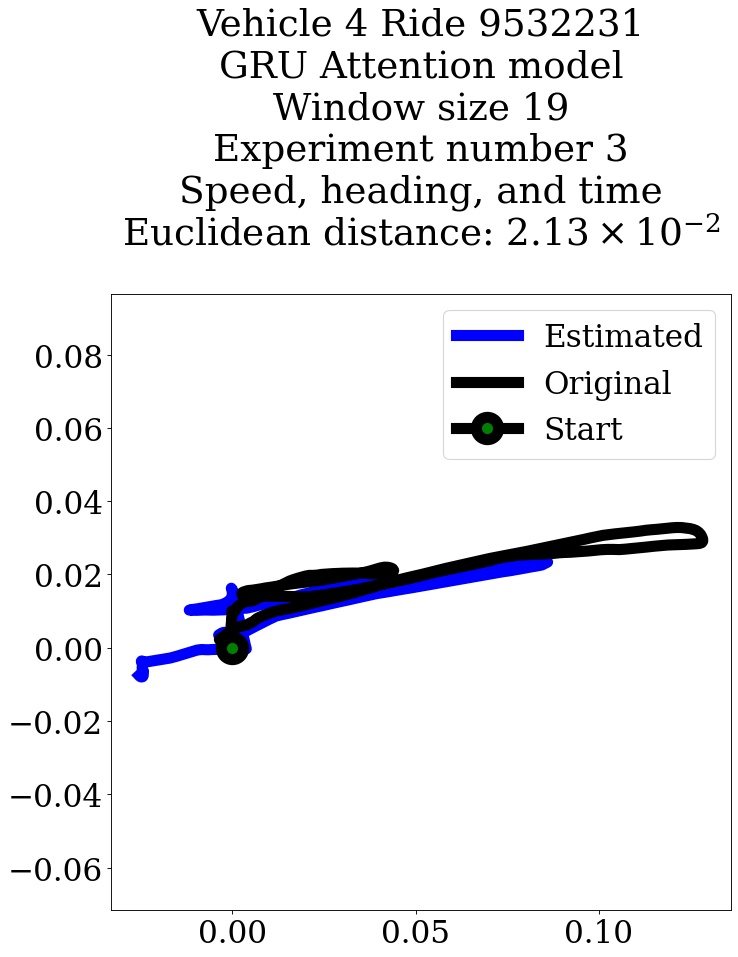 Vehicle 4 Ride 9532231
GRU Attention model
Window size 19
Experiment number 3
Speed, heading, and time
Euclidean distance: 2.13 × 10⁻²
Estimated
Original
Start
0.08
0.06
0.04
0.02
0.00
−0.02
−0.04
−0.06
0.00 0.05 0.10